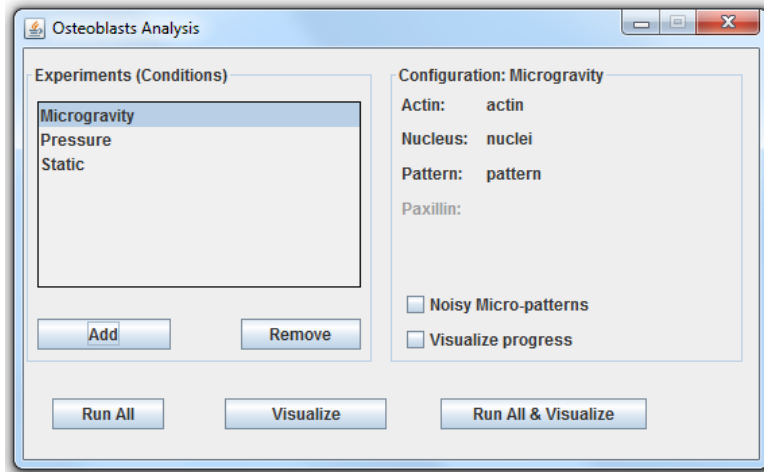 Osteoblasts Analysis
Experiments (Conditions)
Microgravity
Pressure
Static
Add Remove
Configuration: Microgravity
Actin: actin
Nucleus: nuclei
Pattern: pattern
Paxillin:
Noisy Micro-patterns
Visualize progress
Run All Visualize Run All & Visualize